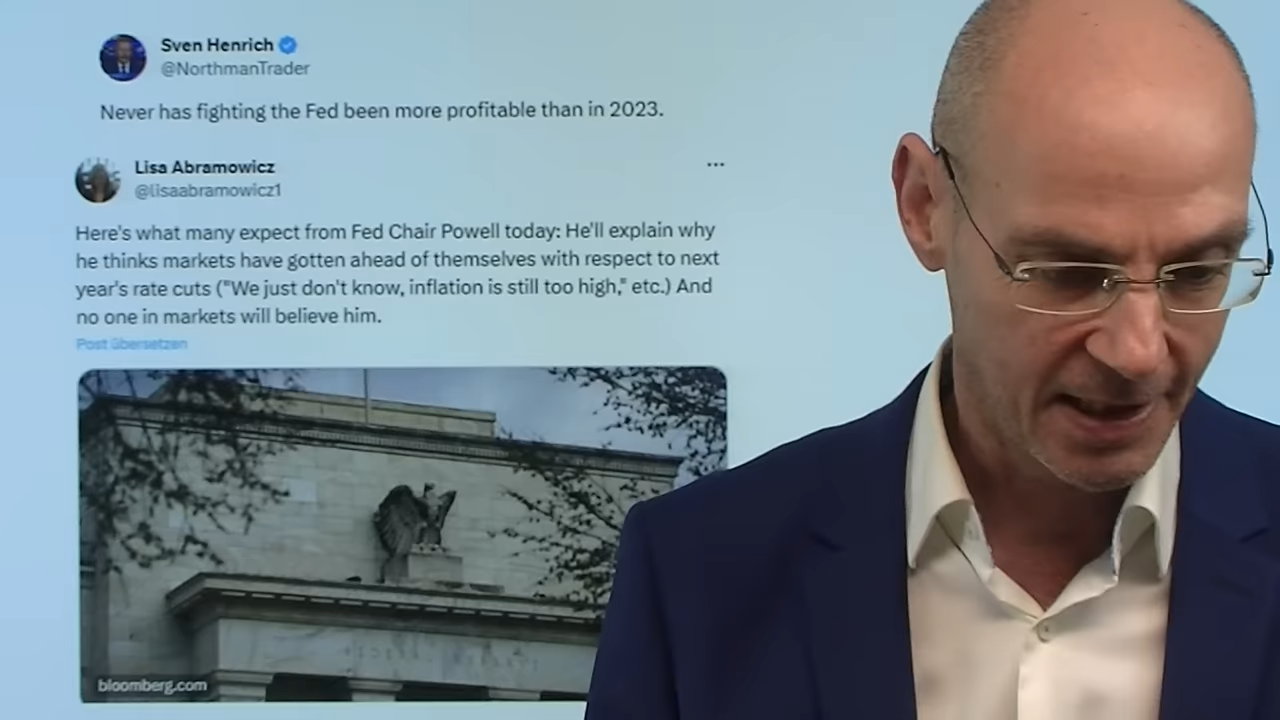 Sven Henrich
@NorthmanTrader
Never has fighting the Fed been more profitable than in 2023.
Lisa Abramowicz
@lisaabramowicz1
Here's what many expect from Fed Chair Powell today: He'll explain why
he thinks markets have gotten ahead of themselves with respect to next
year's rate cuts ("We just don't know, inflation is still too high," etc.) And
no one in markets will believe him.
Post übersetzen
bloomberg.com